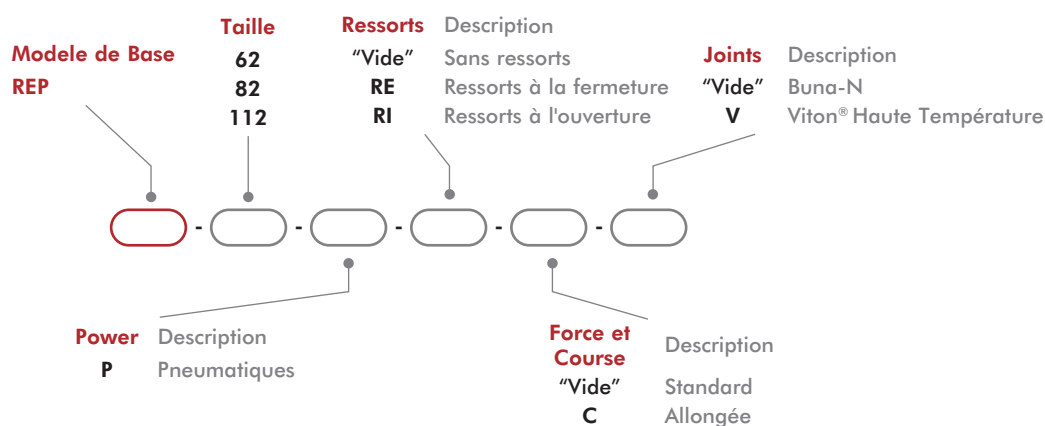 Modele de Base
REP
Taille
62
82
112
Ressorts Description
“Vide” Sans ressorts
RE Ressorts à la fermeture
RI Ressorts à l'ouverture
Joints Description
“Vide” Buna-N
V Viton® Haute Température
- - - - -
Power Description
P Pneumatiques
Force et
Course Description
“Vide” Standard
C Allongée